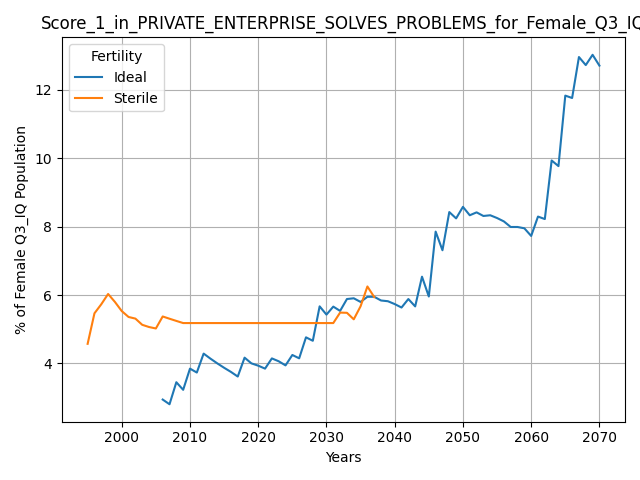 Score_1_in_PRIVATE_ENTERPRISE_SOLVES_PROBLEMS_for_Female_Q3_IQ
Fertility
Ideal
Sterile
% of Female Q3_IQ Population
12
10
8
6
4
2000 2010 2020 2030 2040 2050 2060 2070
Years